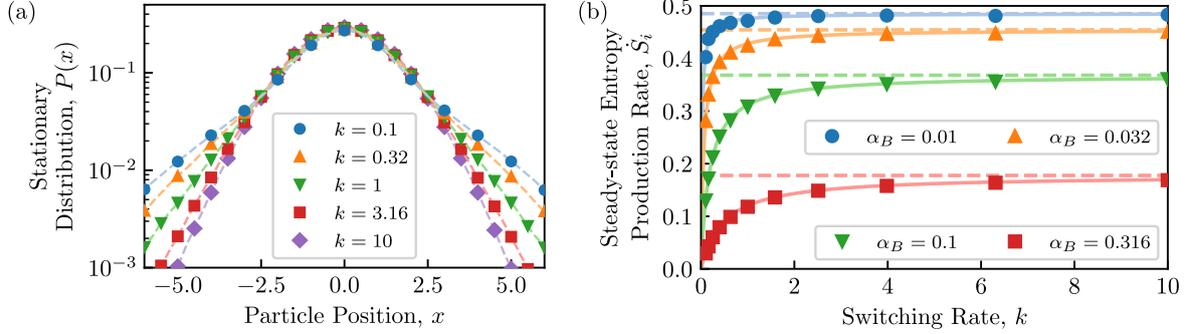 (a)
Stationary
Distribution, P(x)
10⁻¹
10⁻²
10⁻³
k = 0.1
k = 0.32
k = 1
k = 3.16
k = 10
−5.0 −2.5 0.0 2.5 5.0
Particle Position, x
(b)
Steady-state Entropy
Production Rate, Ṡᵢ
0.5
0.4
0.3
0.2
0.1
0.0
α_B = 0.01 α_B = 0.032
α_B = 0.1 α_B = 0.316
0 2 4 6 8 10
Switching Rate, k